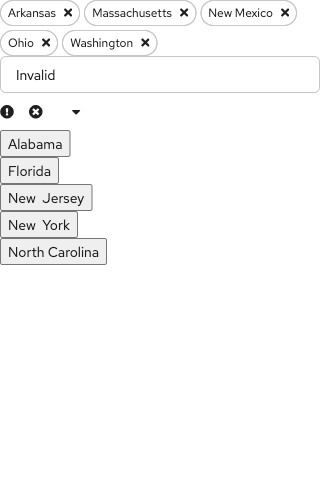 Arkansas Massachusetts New Mexico
Ohio Washington
Invalid
Alabama
Florida
New Jersey
New York
North Carolina